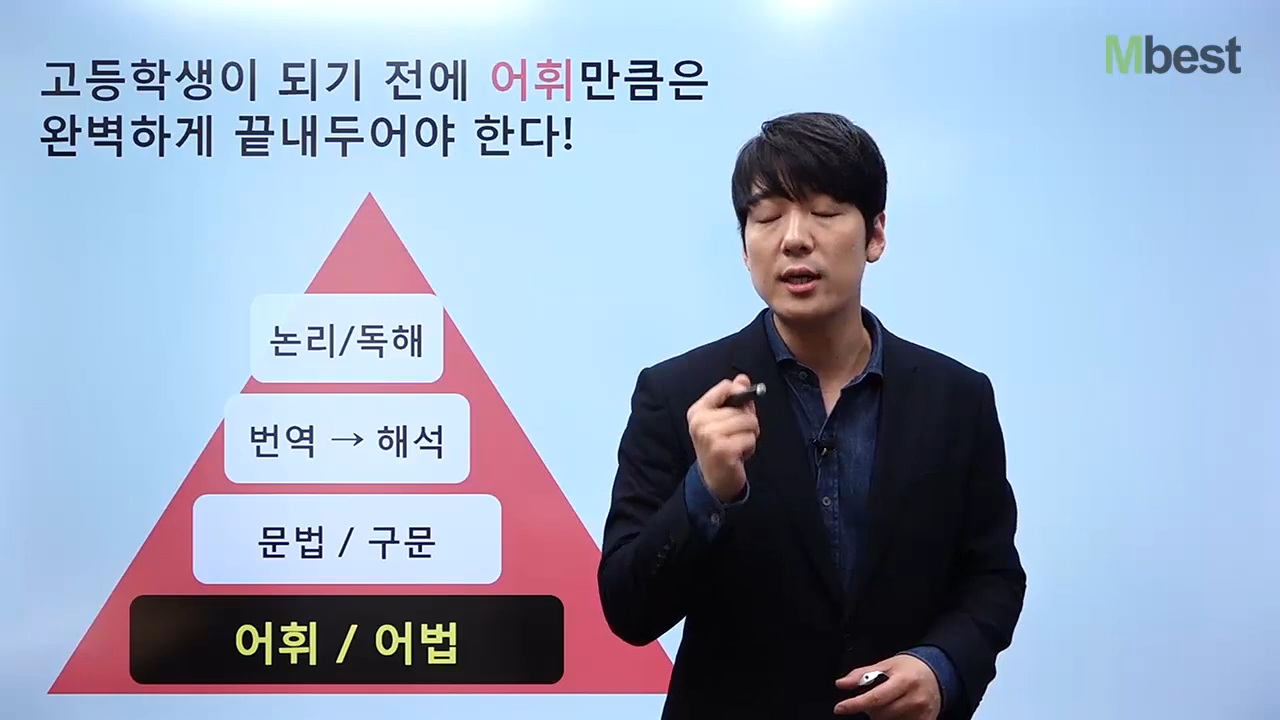 고등학생이 되기 전에 어휘만큼은
완벽하게 끝내두어야 한다!
Mbest
논리/독해
번역 → 해석
문법 / 구문
어휘 / 어법